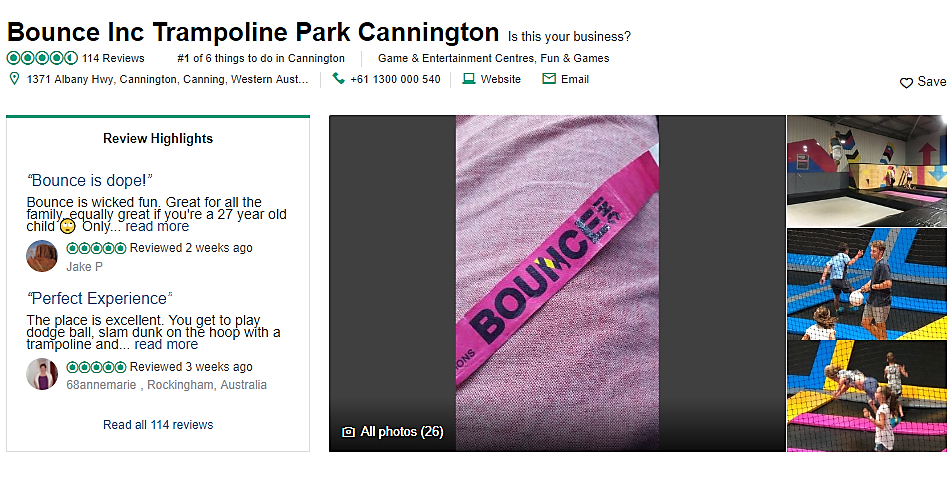 Bounce Inc Trampoline Park Cannington Is this your business?
114 Reviews #1 of 6 things to do in Cannington Game & Entertainment Centres, Fun & Games
1371 Albany Hwy, Cannington, Canning, Western Aust... +61 1300 000 540 Website Email
Save
Review Highlights
“Bounce is dope!”
Bounce is wicked fun. Great for all the
family, equally great if you're a 27 year old
child 🙄 Only... read more
Reviewed 2 weeks ago
Jake P
“Perfect Experience”
The place is excellent. You get to play
dodge ball, slam dunk on the hoop with a
trampoline and... read more
Reviewed 3 weeks ago
68annemarie , Rockingham, Australia
Read all 114 reviews
BOUNCE INC
IONS
All photos (26)